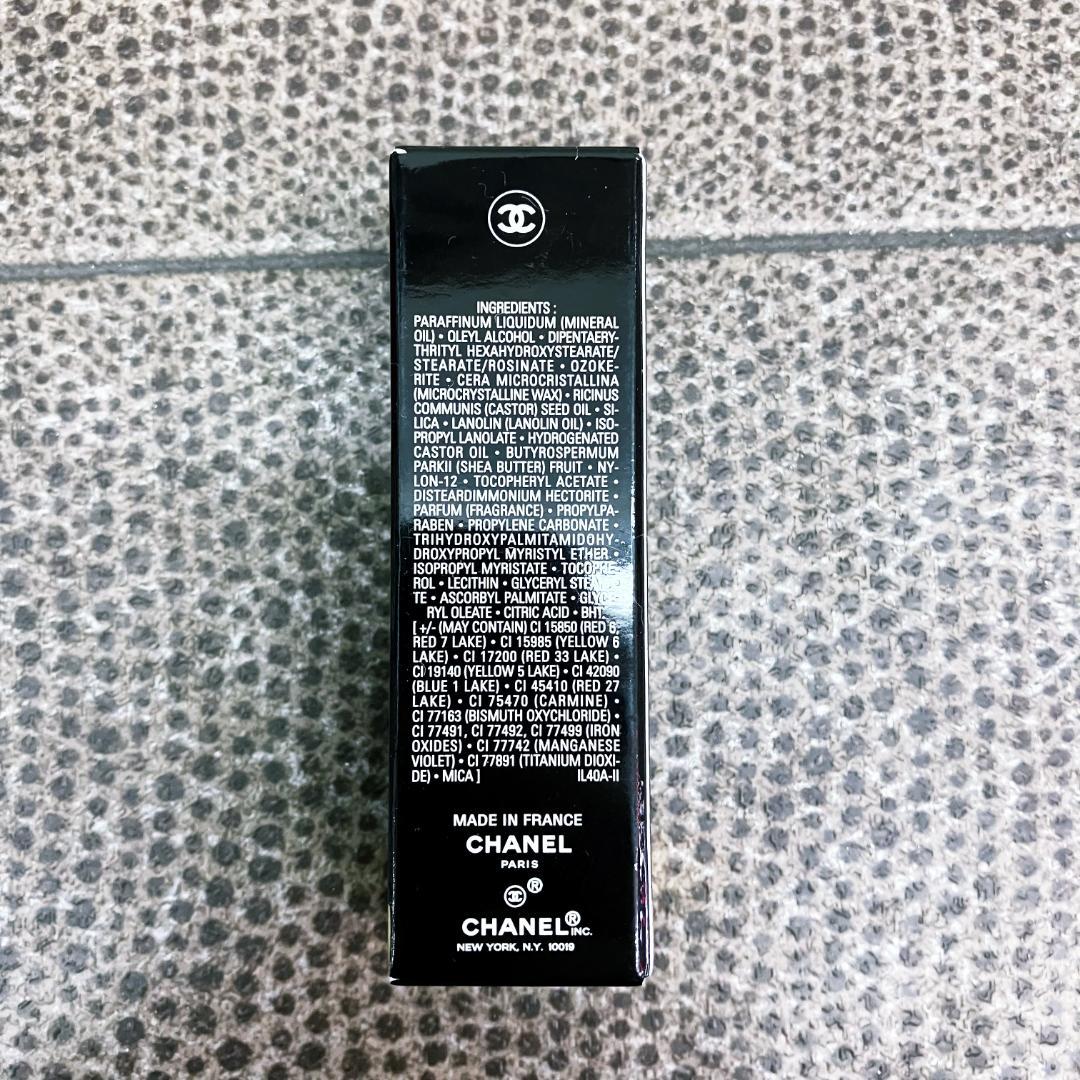 INGREDIENTS :
PARAFFINUM LIQUIDUM (MINERAL
OIL) • OLEYL ALCOHOL • DIPENTAERY-
THRITYL HEXAHYDROXYSTEARATE/
STEARATE/ROSINATE • OZOKE-
RITE • CERA MICROCRISTALLINA
(MICROCRYSTALLINE WAX) • RICINUS
COMMUNIS (CASTOR) SEED OIL • SI-
LICA • LANOLIN (LANOLIN OIL) • ISO-
PROPYL LANOLATE • HYDROGENATED
CASTOR OIL • BUTYROSPERMUM
PARKII (SHEA BUTTER) FRUIT • NY-
LON-12 • TOCOPHERYL ACETATE •
DISTEARDIMMONIUM HECTORITE •
PARFUM (FRAGRANCE) • PROPYLPA-
RABEN • PROPYLENE CARBONATE •
TRIHYDROXYPALMITAMIDOHY-
DROXYPROPYL MYRISTYL ETHER •
ISOPROPYL MYRISTATE • TOCOPHE-
ROL • LECITHIN • GLYCERYL STEARA-
TE • ASCORBYL PALMITATE • GLYCE-
RYL OLEATE • CITRIC ACID • BHT.
[ +/- (MAY CONTAIN) CI 15850 (RED 6,
RED 7 LAKE) • CI 15985 (YELLOW 6
LAKE) • CI 17200 (RED 33 LAKE) •
CI 19140 (YELLOW 5 LAKE) • CI 42090
(BLUE 1 LAKE) • CI 45410 (RED 27
LAKE) • CI 75470 (CARMINE) •
CI 77163 (BISMUTH OXYCHLORIDE) •
CI 77491, CI 77492, CI 77499 (IRON
OXIDES) • CI 77742 (MANGANESE
VIOLET) • CI 77891 (TITANIUM DIOXI-
DE) • MICA ] IL40A-II
MADE IN FRANCE
CHANEL
PARIS
®
CHANEL® INC.
NEW YORK, N.Y. 10019